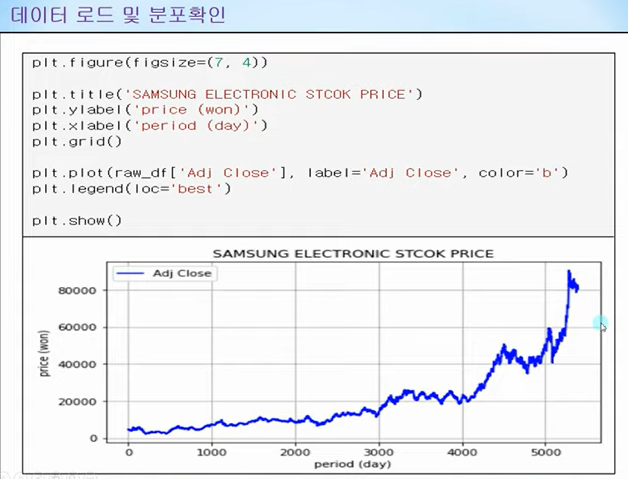 데이터 로드 및 분포확인
plt.figure(figsize=(7, 4))
plt.title('SAMSUNG ELECTRONIC STCOK PRICE')
plt.ylabel('price (won)')
plt.xlabel('period (day)')
plt.grid()
plt.plot(raw_df['Adj Close'], label='Adj Close', color='b')
plt.legend(loc='best')
plt.show()
SAMSUNG ELECTRONIC STCOK PRICE
Adj Close
80000
60000
40000
20000
0
price (won)
0 1000 2000 3000 4000 5000
period (day)